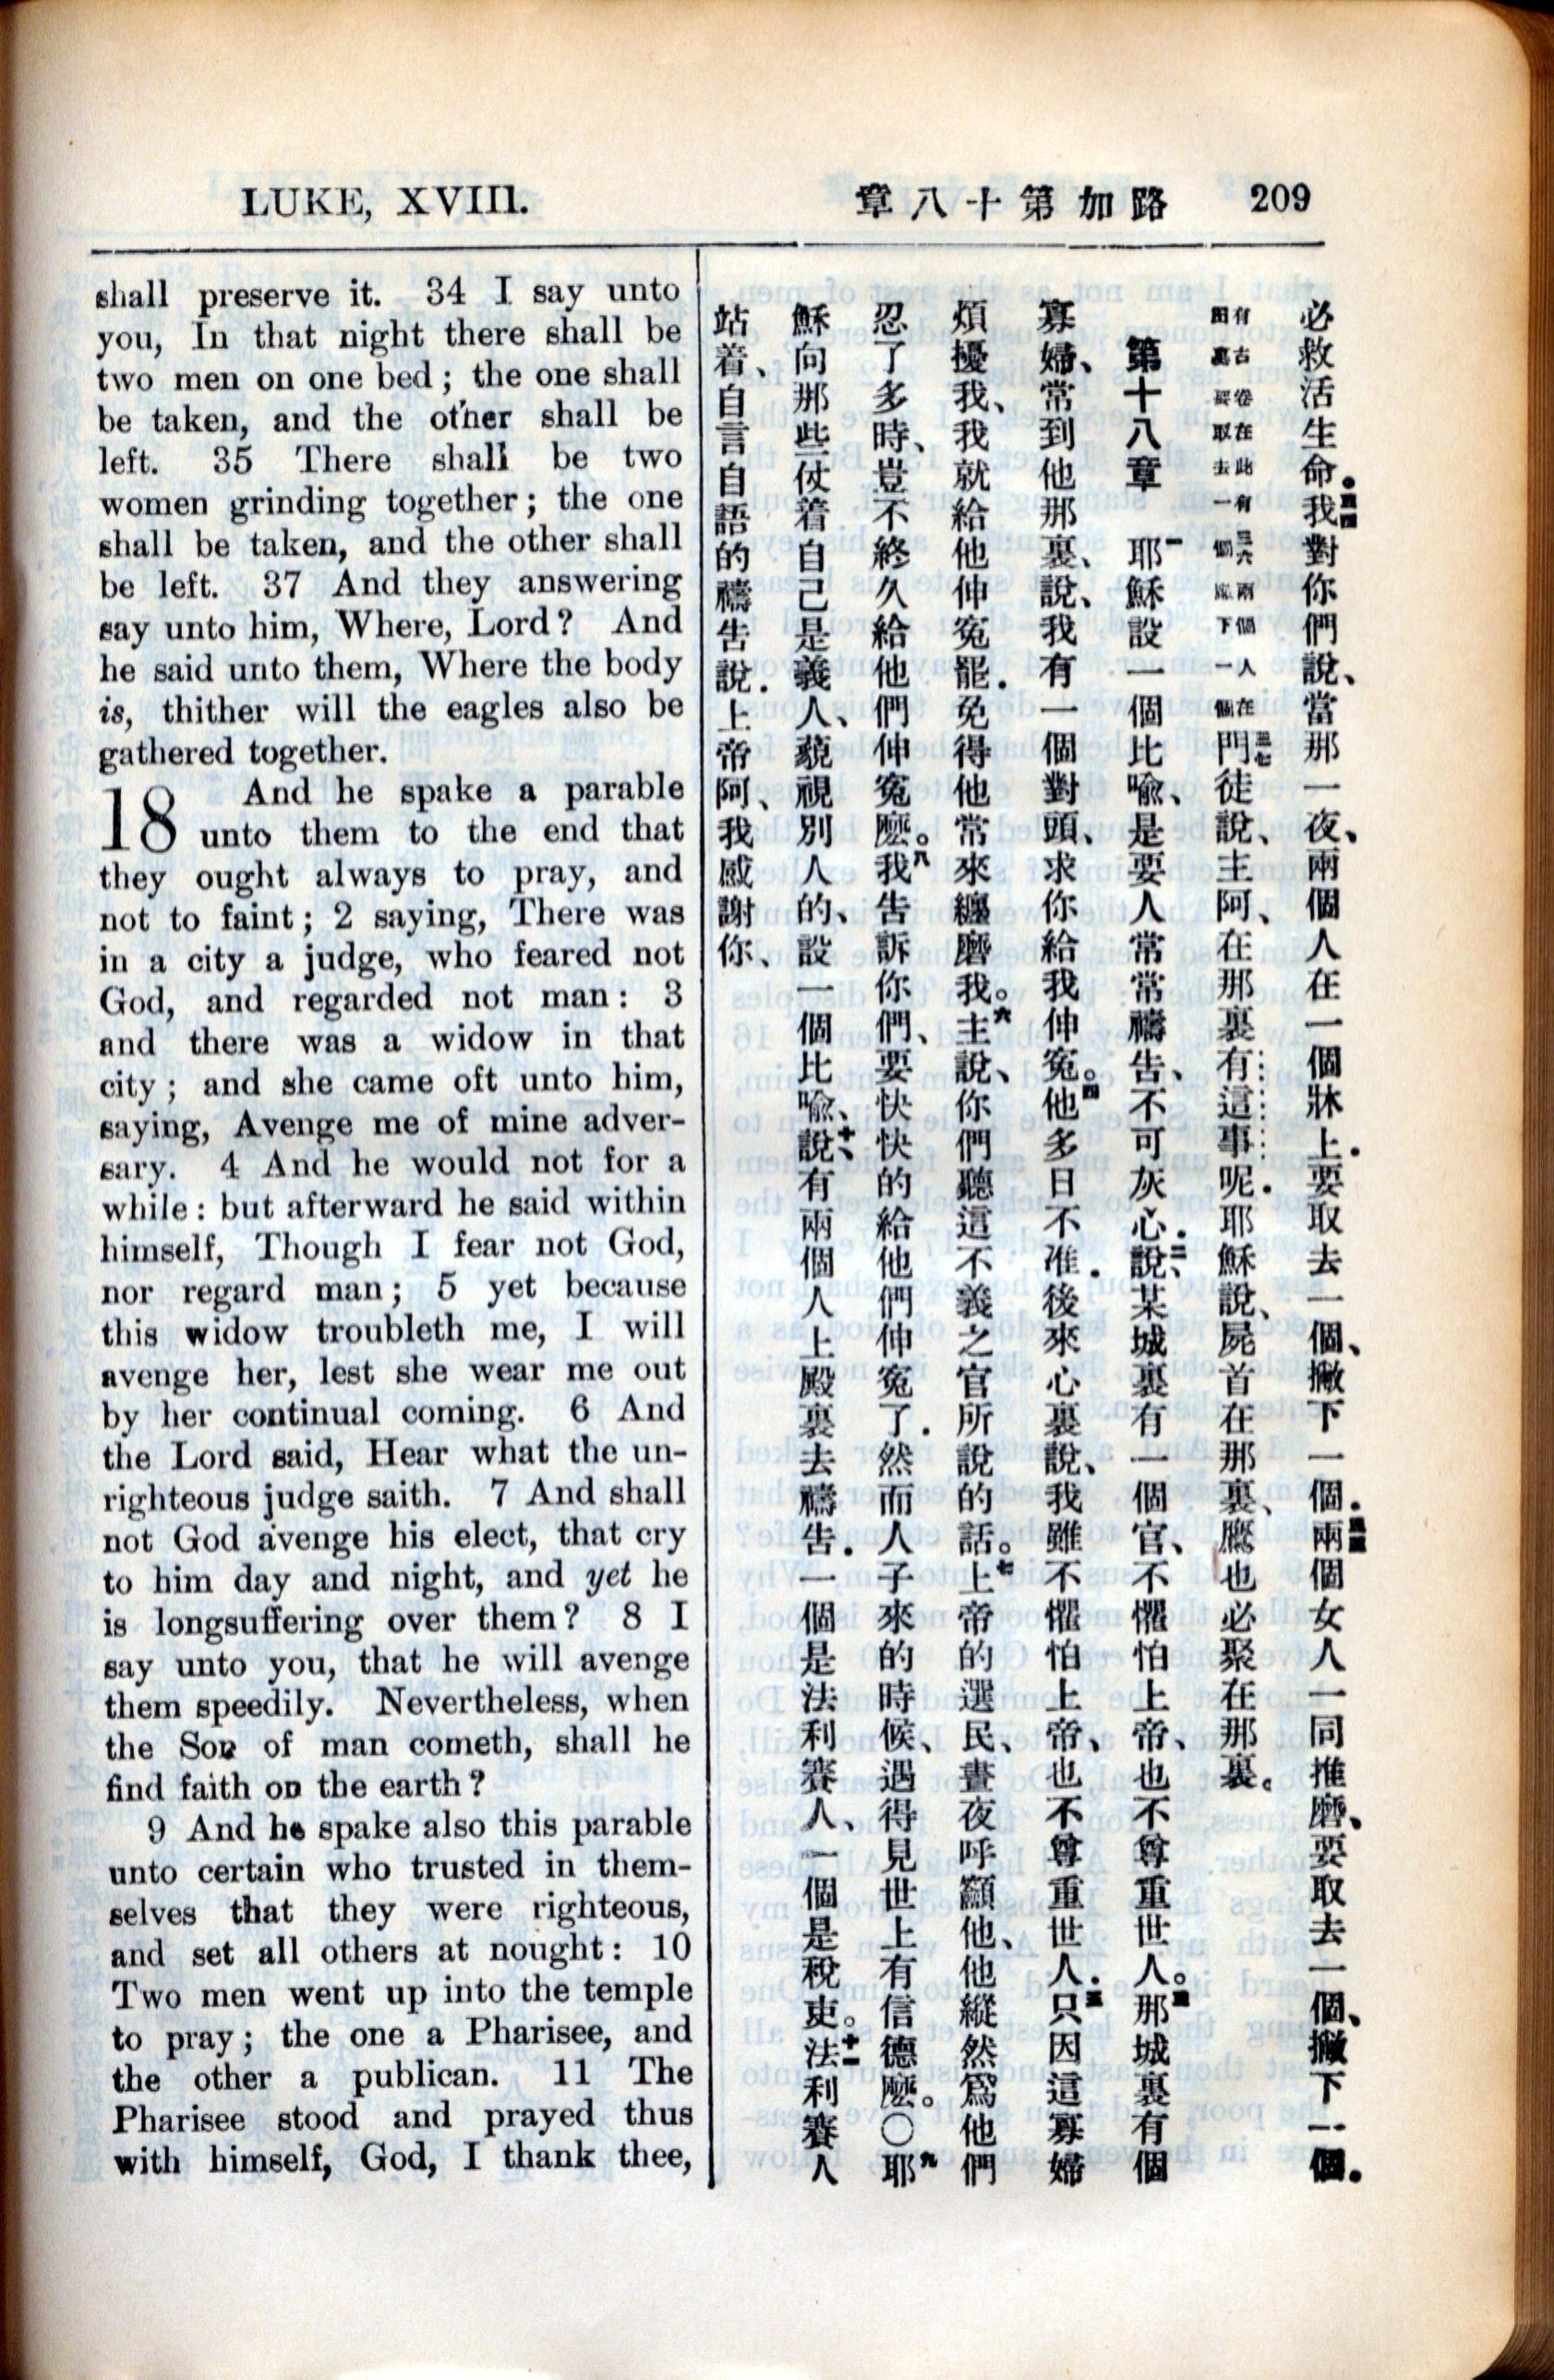 LUKE, XVIII.
章八十第加路 209
shall preserve it. 34 I say unto
you, In that night there shall be
two men on one bed; the one shall
be taken, and the other shall be
left. 35 There shall be two
women grinding together; the one
shall be taken, and the other shall
be left. 37 And they answering
say unto him, Where, Lord? And
he said unto them, Where the body
is, thither will the eagles also be
gathered together.
18 And he spake a parable
unto them to the end that
they ought always to pray, and
not to faint; 2 saying, There was
in a city a judge, who feared not
God, and regarded not man: 3
and there was a widow in that
city; and she came oft unto him,
saying, Avenge me of mine adver-
sary. 4 And he would not for a
while: but afterward he said within
himself, Though I fear not God,
nor regard man; 5 yet because
this widow troubleth me, I will
avenge her, lest she wear me out
by her continual coming. 6 And
the Lord said, Hear what the un-
righteous judge saith. 7 And shall
not God avenge his elect, that cry
to him day and night, and yet he
is longsuffering over them? 8 I
say unto you, that he will avenge
them speedily. Nevertheless, when
the Son of man cometh, shall he
find faith on the earth?
9 And he spake also this parable
unto certain who trusted in them-
selves that they were righteous,
and set all others at nought: 10
Two men went up into the temple
to pray; the one a Pharisee, and
the other a publican. 11 The
Pharisee stood and prayed thus
with himself, God, I thank thee,
必救活生命．三四我對你們說、當那一夜、兩個人在一個牀上．要取去一個、撇下一個．三五兩個女人一同推磨、要取去一個、撇下一個．
有古卷在此有三六兩個人在田裏要取去一個撇下一個三七門徒說、主阿、在那裏有這事呢．耶穌說、屍首在那裏、鷹也必聚在那裏。
第十八章 一耶穌設一個比喩、是要人常常禱告、不可灰心．二說、某城裏有一個官、不懼怕上帝、也不尊重世人。三那城裏有個
寡婦、常到他那裏、說、我有一個對頭、求你給我伸寃。四他多日不准．後來心裏說、我雖不懼怕上帝、也不尊重世人．五只因這寡婦
煩擾我、我就給他伸寃罷．免得他常來纏磨我。六主說、你們聽這不義之官所說的話。七上帝的選民、晝夜呼籲他、他縱然爲他們
忍了多時、豈不終久給他們伸寃麽。八我告訴你們、要快快的給他們伸寃了．然而人子來的時候、遇得見世上有信德麽。〇九耶
穌向那些仗着自己是義人、藐視別人的、設一個比喩、十說、有兩個人上殿裏去禱告．一個是法利賽人、一個是稅吏。十一法利賽人
站着、自言自語的禱告說．上帝阿、我感謝你、